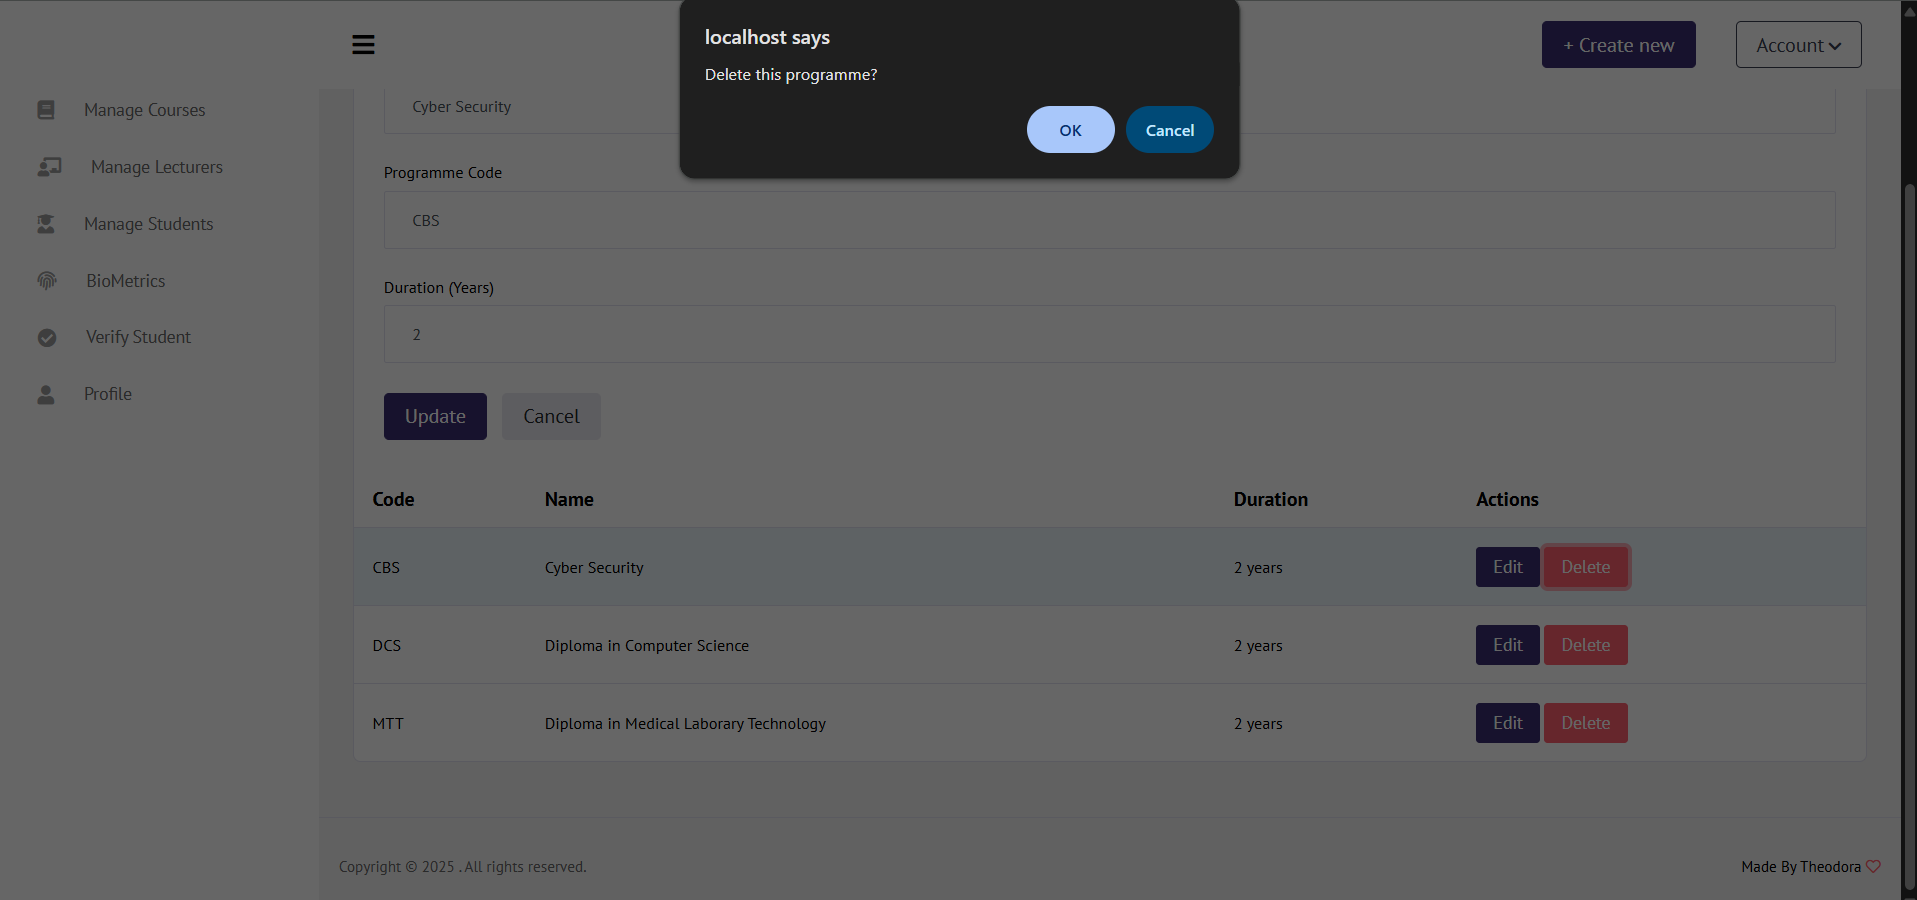 localhost says
Delete this programme?
OK
Cancel
+ Create new
Account
Manage Courses
Manage Lecturers
Manage Students
BioMetrics
Verify Student
Profile
Cyber Security
Programme Code
CBS
Duration (Years)
2
Update
Cancel
Code Name Duration Actions
CBS Cyber Security 2 years Edit Delete
DCS Diploma in Computer Science 2 years Edit Delete
MTT Diploma in Medical Laborary Technology 2 years Edit Delete
Copyright © 2025 . All rights reserved.
Made By Theodora